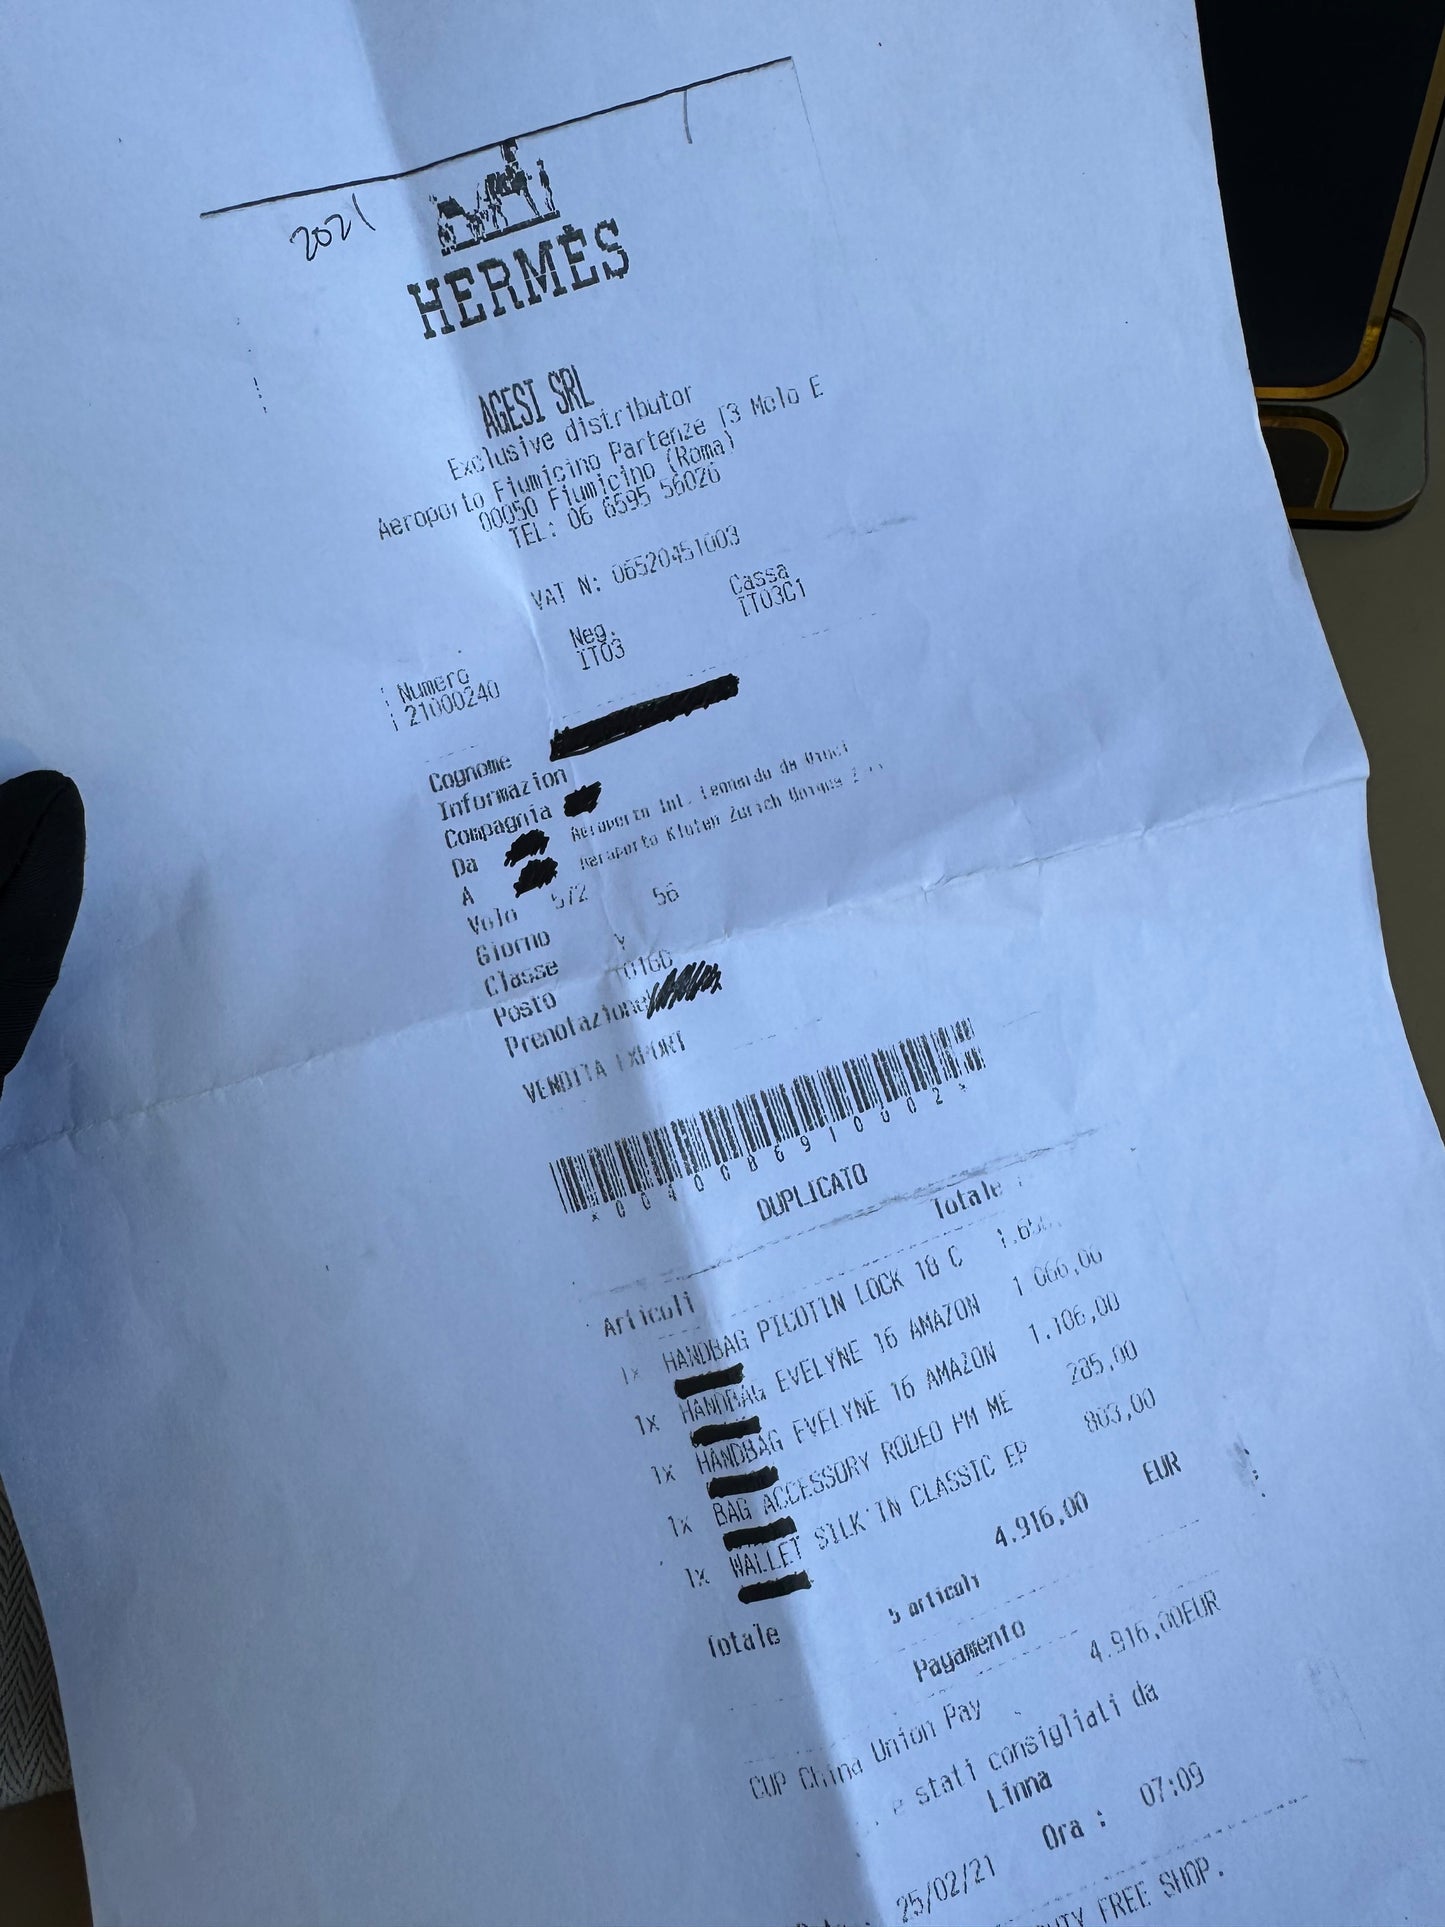 2021
HERMÈS
AGESI SRL
Exclusive distributor
Aeroporto Fiumicino Partenze T3 Molo E
00050 Fiumicino (Roma)
TEL: 06 6595 56026
VAT N: 06520451003
Numero Neg. Cassa
21000240 IT03 IT03C1
Cognome
Informazion
Compagnia
Da Aeroporto Int. Leonardo da Vinci
A Aeroporto Kloten Zurich
Volo 572
Giorno 56
Classe Y
Posto
Prenotazione
VENDITA EXPORT
DUPLICATO
Articoli Totale
1x HANDBAG PICOTIN LOCK 18 C
1x HANDBAG EVELYNE 16 AMAZON
1x HANDBAG EVELYNE 16 AMAZON 1.106,00
1x BAG ACCESSORY RODEO PM ME 285,00
1x WALLET SILK'IN CLASSIC EP 803,00
Totale 4.916,00 EUR
5 articoli
Payamento
CUP China Union Pay 4.916,00EUR
e stati consigliati da
Linna
25/02/21 Ora : 07:09
DUTY FREE SHOP.